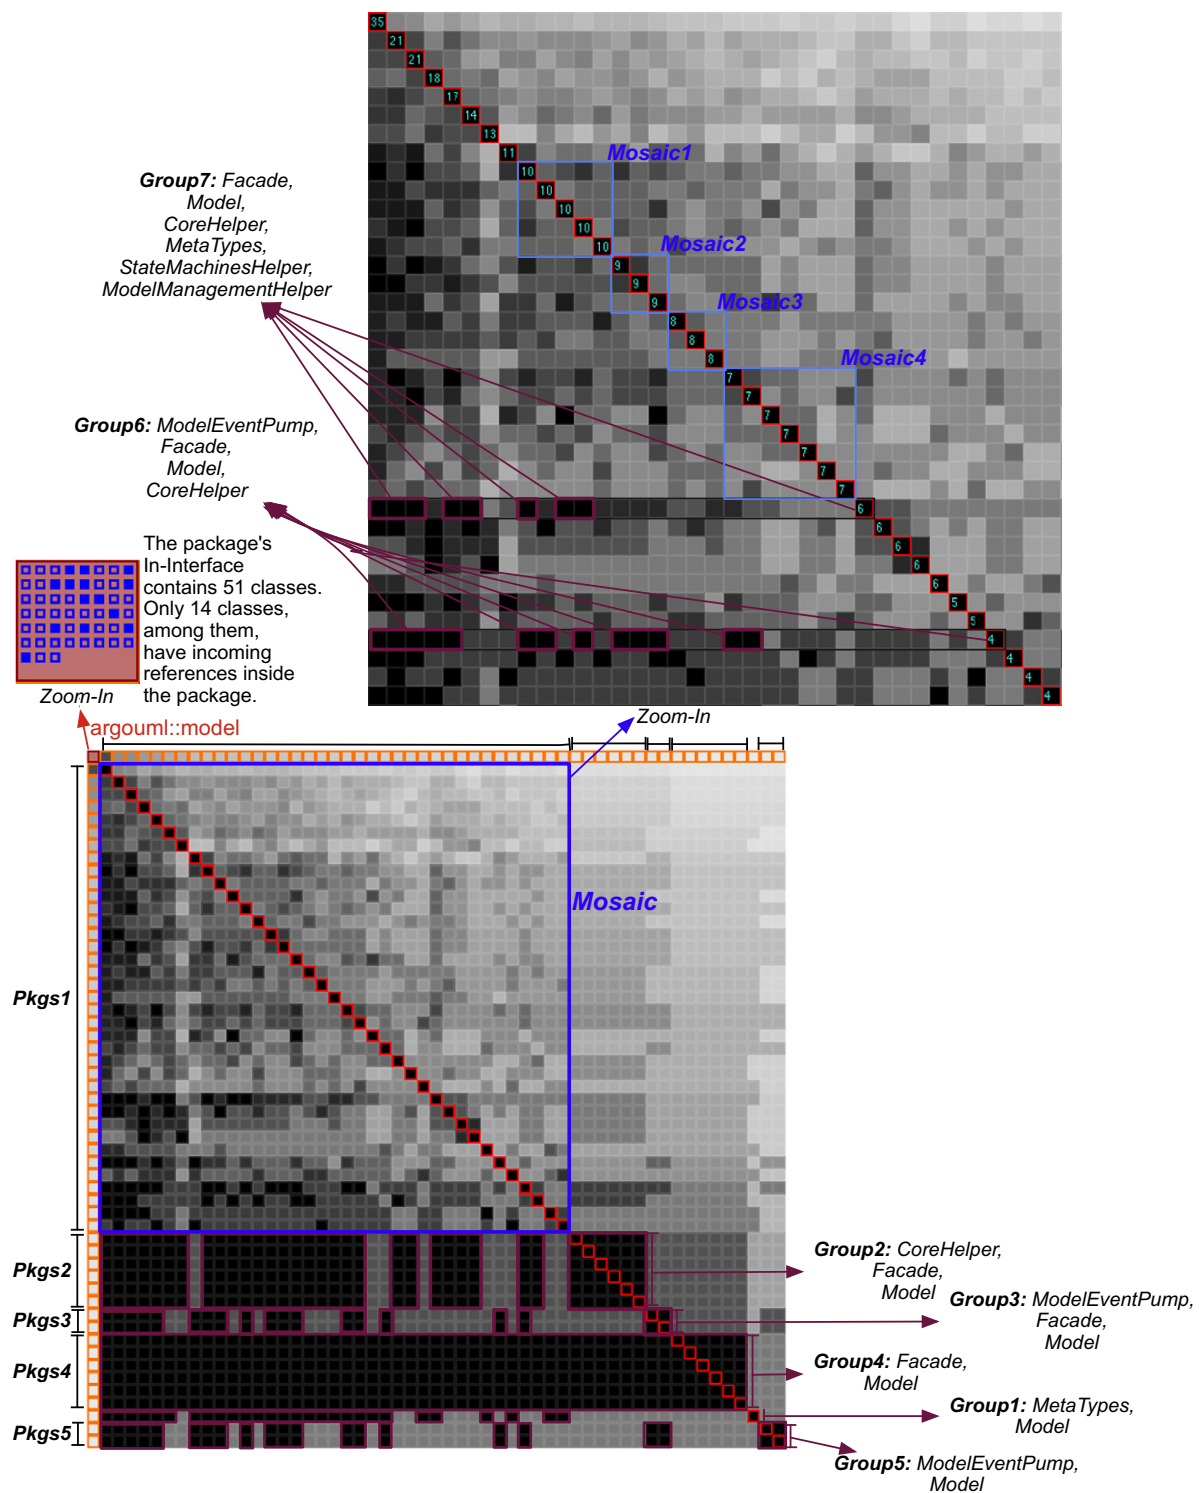 35
21
21
18
17
14
13
11
Mosaic1
10
10
10
10
10
Group7: Facade,
Model,
CoreHelper,
MetaTypes,
StateMachinesHelper,
ModelManagementHelper
Mosaic2
9
9
9
Mosaic3
8
8
8
Mosaic4
7
7
7
7
7
7
7
Group6: ModelEventPump,
Facade,
Model,
CoreHelper
6
6
6
6
6
5
5
4
4
4
4
The package's
In-Interface
contains 51 classes.
Only 14 classes,
among them,
have incoming
references inside
the package.
Zoom-In
argouml::model
Zoom-In
Mosaic
Pkgs1
Pkgs2
Pkgs3
Pkgs4
Pkgs5
Group2: CoreHelper,
Facade,
Model
Group3: ModelEventPump,
Facade,
Model
Group4: Facade,
Model
Group1: MetaTypes,
Model
Group5: ModelEventPump,
Model